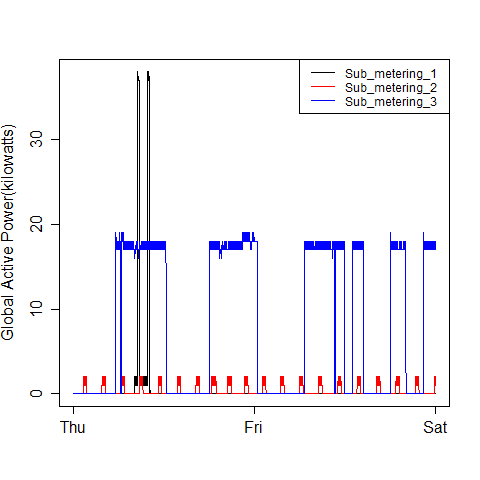 Sub_metering_1
Sub_metering_2
Sub_metering_3
Global Active Power(kilowatts)
30
20
10
0
Thu Fri Sat